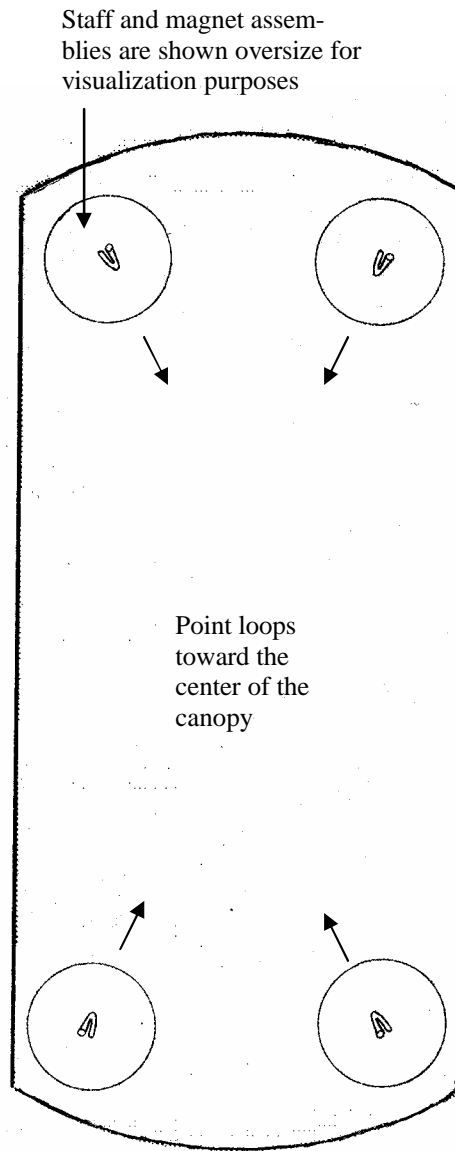 Staff and magnet assem-
blies are shown oversize for
visualization purposes
Point loops
toward the
center of the
canopy